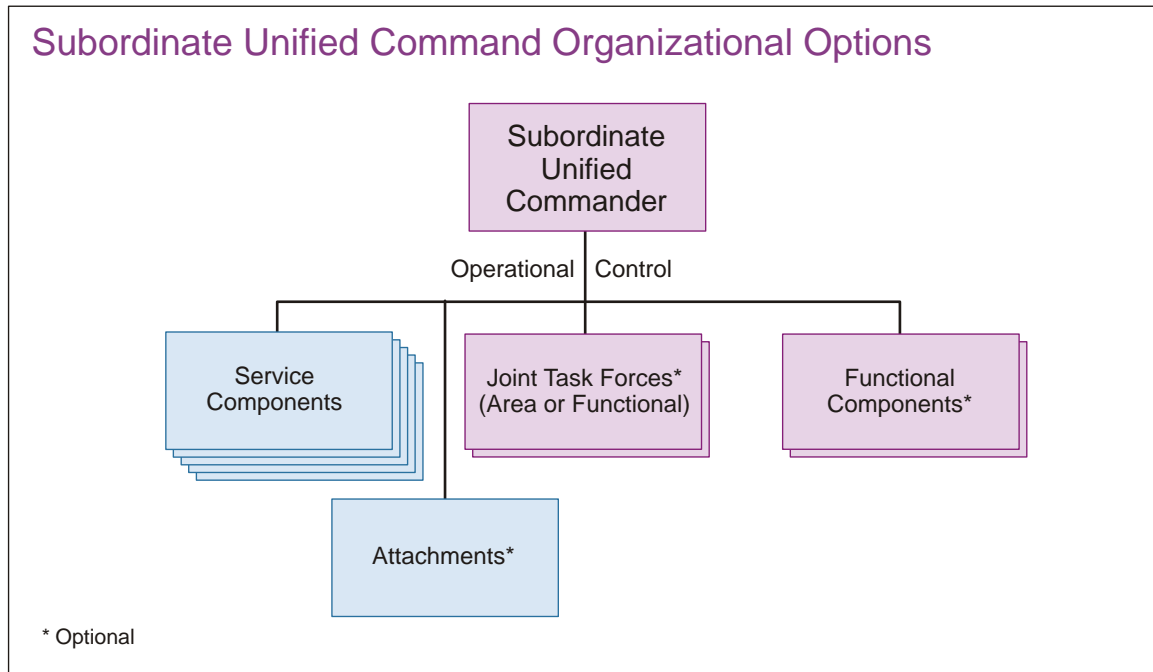 Subordinate Unified Command Organizational Options
Subordinate
Unified
Commander
Operational Control
Service
Components
Joint Task Forces*
(Area or Functional)
Functional
Components*
Attachments*
* Optional